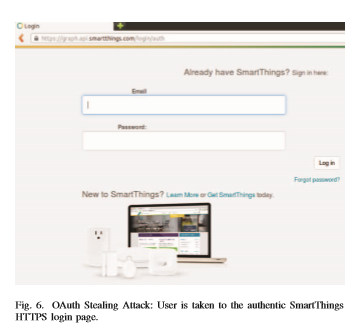 Login
https://graph.api.smartthings.com/login/auth
Already have SmartThings? Sign in here:
Email
Password:
Log in
Forgot password?
New to SmartThings? Learn More or Get SmartThings today.
Fig. 6. OAuth Stealing Attack: User is taken to the authentic SmartThings
HTTPS login page.